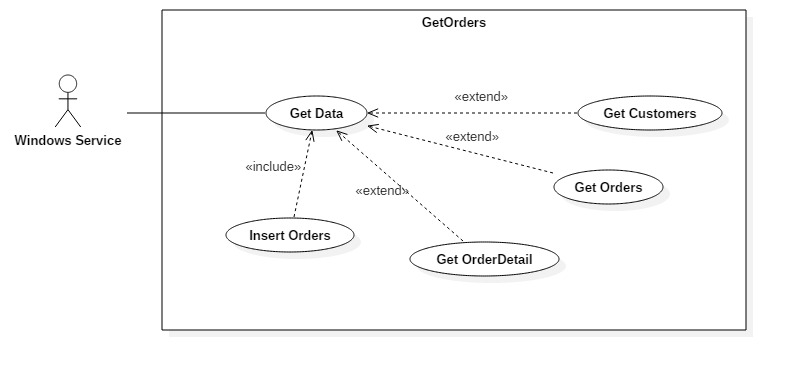 GetOrders
Windows Service
Get Data
«extend»
Get Customers
«extend»
Get Orders
«include»
«extend»
Insert Orders
Get OrderDetail